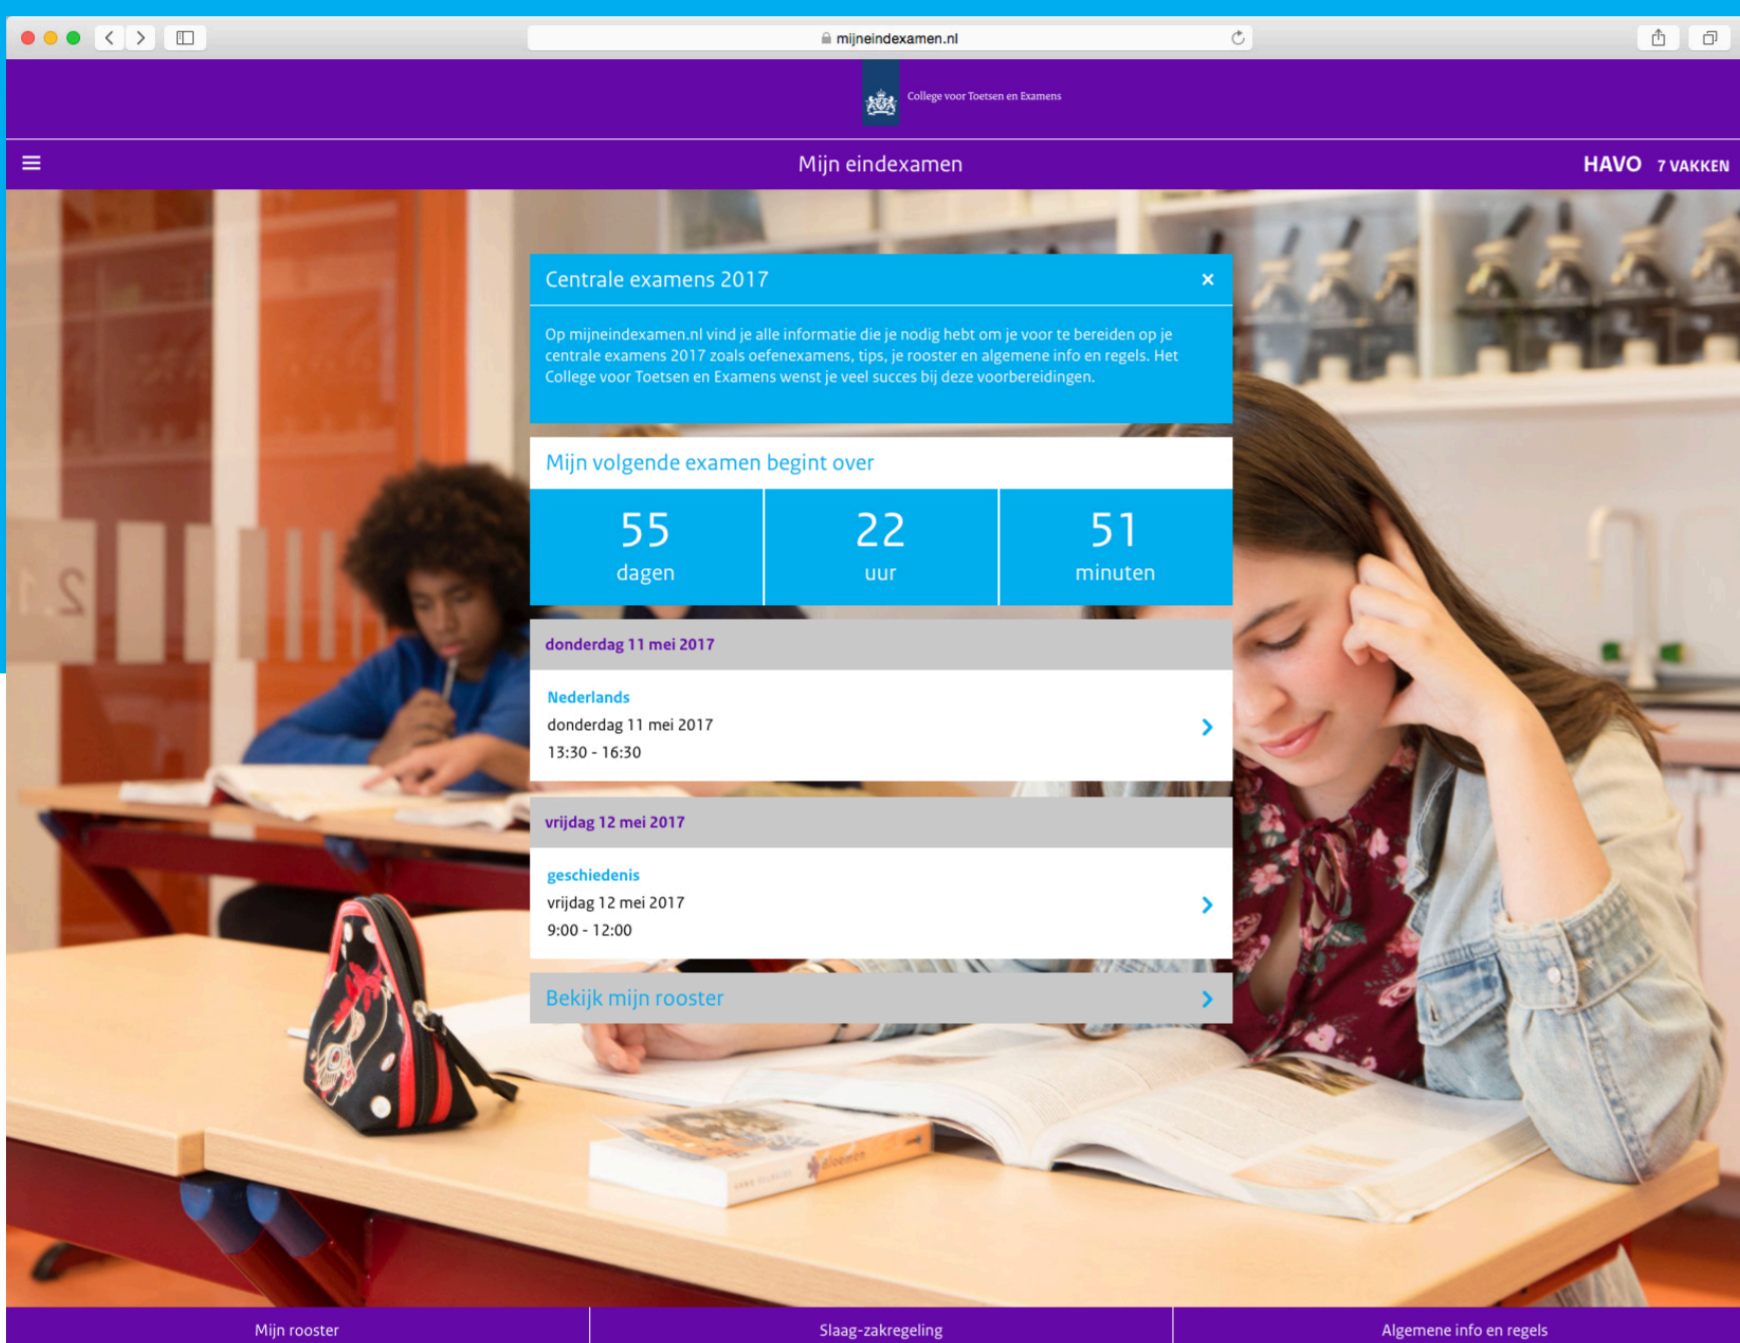 mijneindexamen.nl
College voor Toetsen en Examens
Mijn eindexamen
HAVO 7 VAKKEN
Centrale examens 2017
Op mijneindexamen.nl vind je alle informatie die je nodig hebt om je voor te bereiden op je
centrale examens 2017 zoals oefenexamens, tips, je rooster en algemene info en regels. Het
College voor Toetsen en Examens wenst je veel succes bij deze voorbereidingen.
Mijn volgende examen begint over
55 22 51
dagen uur minuten
donderdag 11 mei 2017
Nederlands
donderdag 11 mei 2017
13:30 - 16:30
vrijdag 12 mei 2017
geschiedenis
vrijdag 12 mei 2017
9:00 - 12:00
Bekijk mijn rooster
Bloemen
Mijn rooster Slaag-zakregeling Algemene info en regels